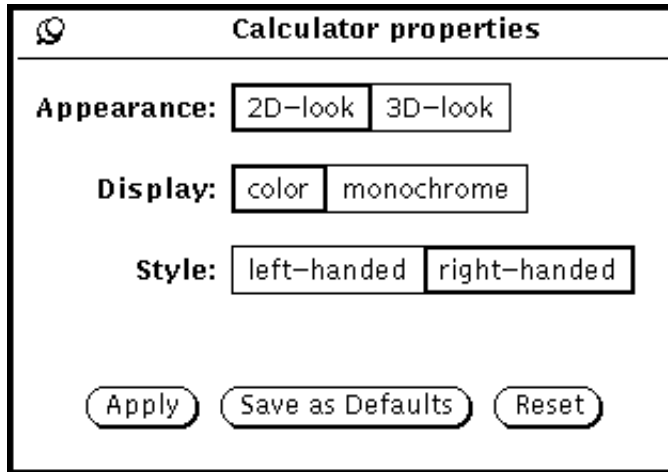 Calculator properties
Appearance: 2D-look 3D-look
Display: color monochrome
Style: left-handed right-handed
Apply Save as Defaults Reset